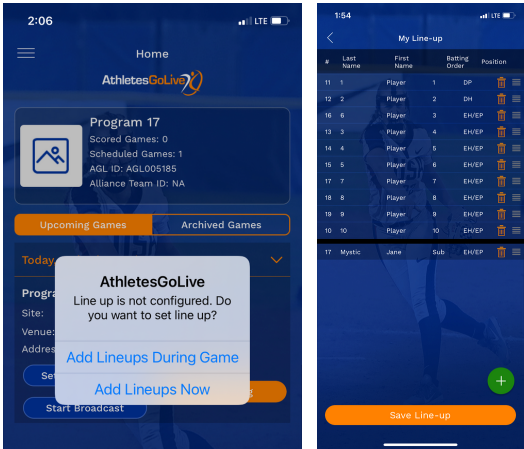 2:06
LTE
Home
AthletesGoLive
Program 17
Scored Games: 0
Scheduled Games: 1
AGL ID: AGL005185
Alliance Team ID: NA
Upcoming Games
Archived Games
Today
AthletesGoLive
Line up is not configured. Do
you want to set line up?
Progra
Site:
Venue:
Addres
Add Lineups During Game
Add Lineups Now
Set
Start Broadcast
1:54
LTE
My Line-up
# Last Name First Name Batting Order Position
11 1 Player 1 DP
12 2 Player 2 DH
16 6 Player 3 EH/EP
13 3 Player 4 EH/EP
14 4 Player 5 EH/EP
15 5 Player 6 EH/EP
17 7 Player 7 EH/EP
18 8 Player 8 EH/EP
19 9 Player 9 EH/EP
10 10 Player 10 EH/EP
17 Mystic Jane Sub EH/EP
+
Save Line-up